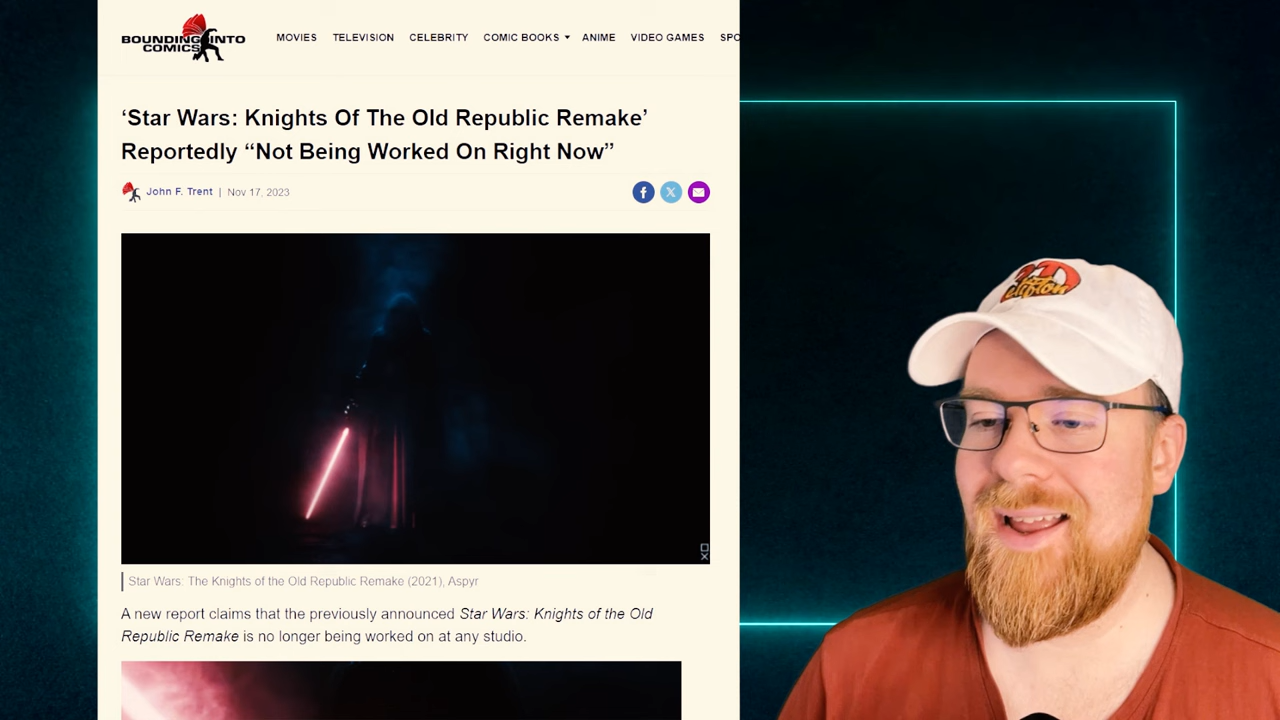 BOUNDING INTO
COMICS
MOVIES TELEVISION CELEBRITY COMIC BOOKS ANIME VIDEO GAMES SPO
‘Star Wars: Knights Of The Old Republic Remake’
Reportedly “Not Being Worked On Right Now”
John F. Trent | Nov 17, 2023
Star Wars: The Knights of the Old Republic Remake (2021), Aspyr
A new report claims that the previously announced Star Wars: Knights of the Old
Republic Remake is no longer being worked on at any studio.
clifton